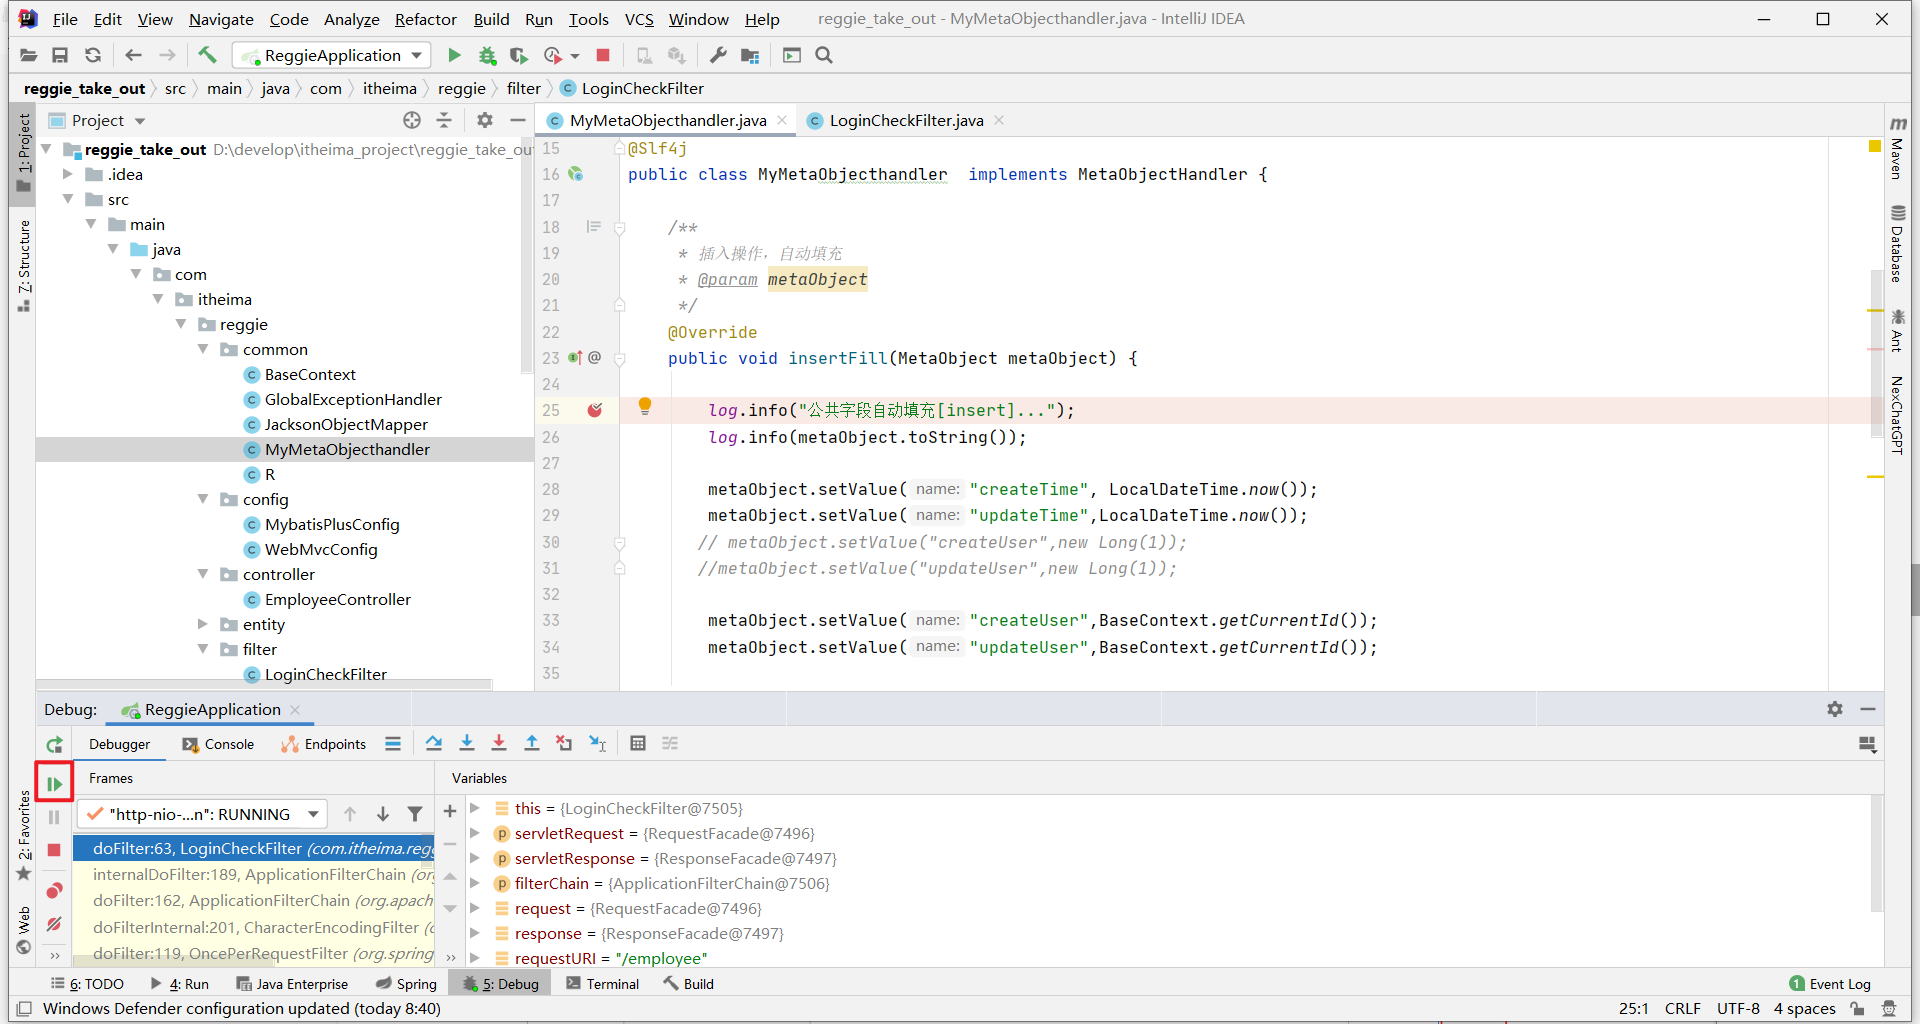 File Edit View Navigate Code Analyze Refactor Build Run Tools VCS Window Help reggie_take_out - MyMetaObjecthandler.java - IntelliJ IDEA
ReggieApplication
reggie_take_out src main java com itheima reggie filter LoginCheckFilter
1: Project
Z: Structure
2: Favorites
Web
Project
reggie_take_out D:\develop\itheima_project\reggie_take_ou
.idea
src
main
java
com
itheima
reggie
common
BaseContext
GlobalExceptionHandler
JacksonObjectMapper
MyMetaObjecthandler
R
config
MybatisPlusConfig
WebMvcConfig
controller
EmployeeController
entity
filter
LoginCheckFilter
MyMetaObjecthandler.java LoginCheckFilter.java
15 @Slf4j
16 public class MyMetaObjecthandler implements MetaObjectHandler {
17
18 /**
19 * 插入操作，自动填充
20 * @param metaObject
21 */
22 @Override
23 public void insertFill(MetaObject metaObject) {
24
25 log.info("公共字段自动填充[insert]...");
26 log.info(metaObject.toString());
27
28 metaObject.setValue( name: "createTime", LocalDateTime.now());
29 metaObject.setValue( name: "updateTime",LocalDateTime.now());
30 // metaObject.setValue("createUser",new Long(1));
31 //metaObject.setValue("updateUser",new Long(1));
32
33 metaObject.setValue( name: "createUser",BaseContext.getCurrentId());
34 metaObject.setValue( name: "updateUser",BaseContext.getCurrentId());
35
Maven
Database
Ant
NexChatGPT
Debug: ReggieApplication
Debugger Console Endpoints
Frames
"http-nio-...n": RUNNING
doFilter:63, LoginCheckFilter (com.itheima.regg
internalDoFilter:189, ApplicationFilterChain (org
doFilter:162, ApplicationFilterChain (org.apach
doFilterInternal:201, CharacterEncodingFilter (o
doFilter:119, OncePerRequestFilter (org.spring
Variables
this = {LoginCheckFilter@7505}
servletRequest = {RequestFacade@7496}
servletResponse = {ResponseFacade@7497}
filterChain = {ApplicationFilterChain@7506}
request = {RequestFacade@7496}
response = {ResponseFacade@7497}
requestURI = "/employee"
6: TODO 4: Run Java Enterprise Spring 5: Debug Terminal Build 1 Event Log
Windows Defender configuration updated (today 8:40) 25:1 CRLF UTF-8 4 spaces